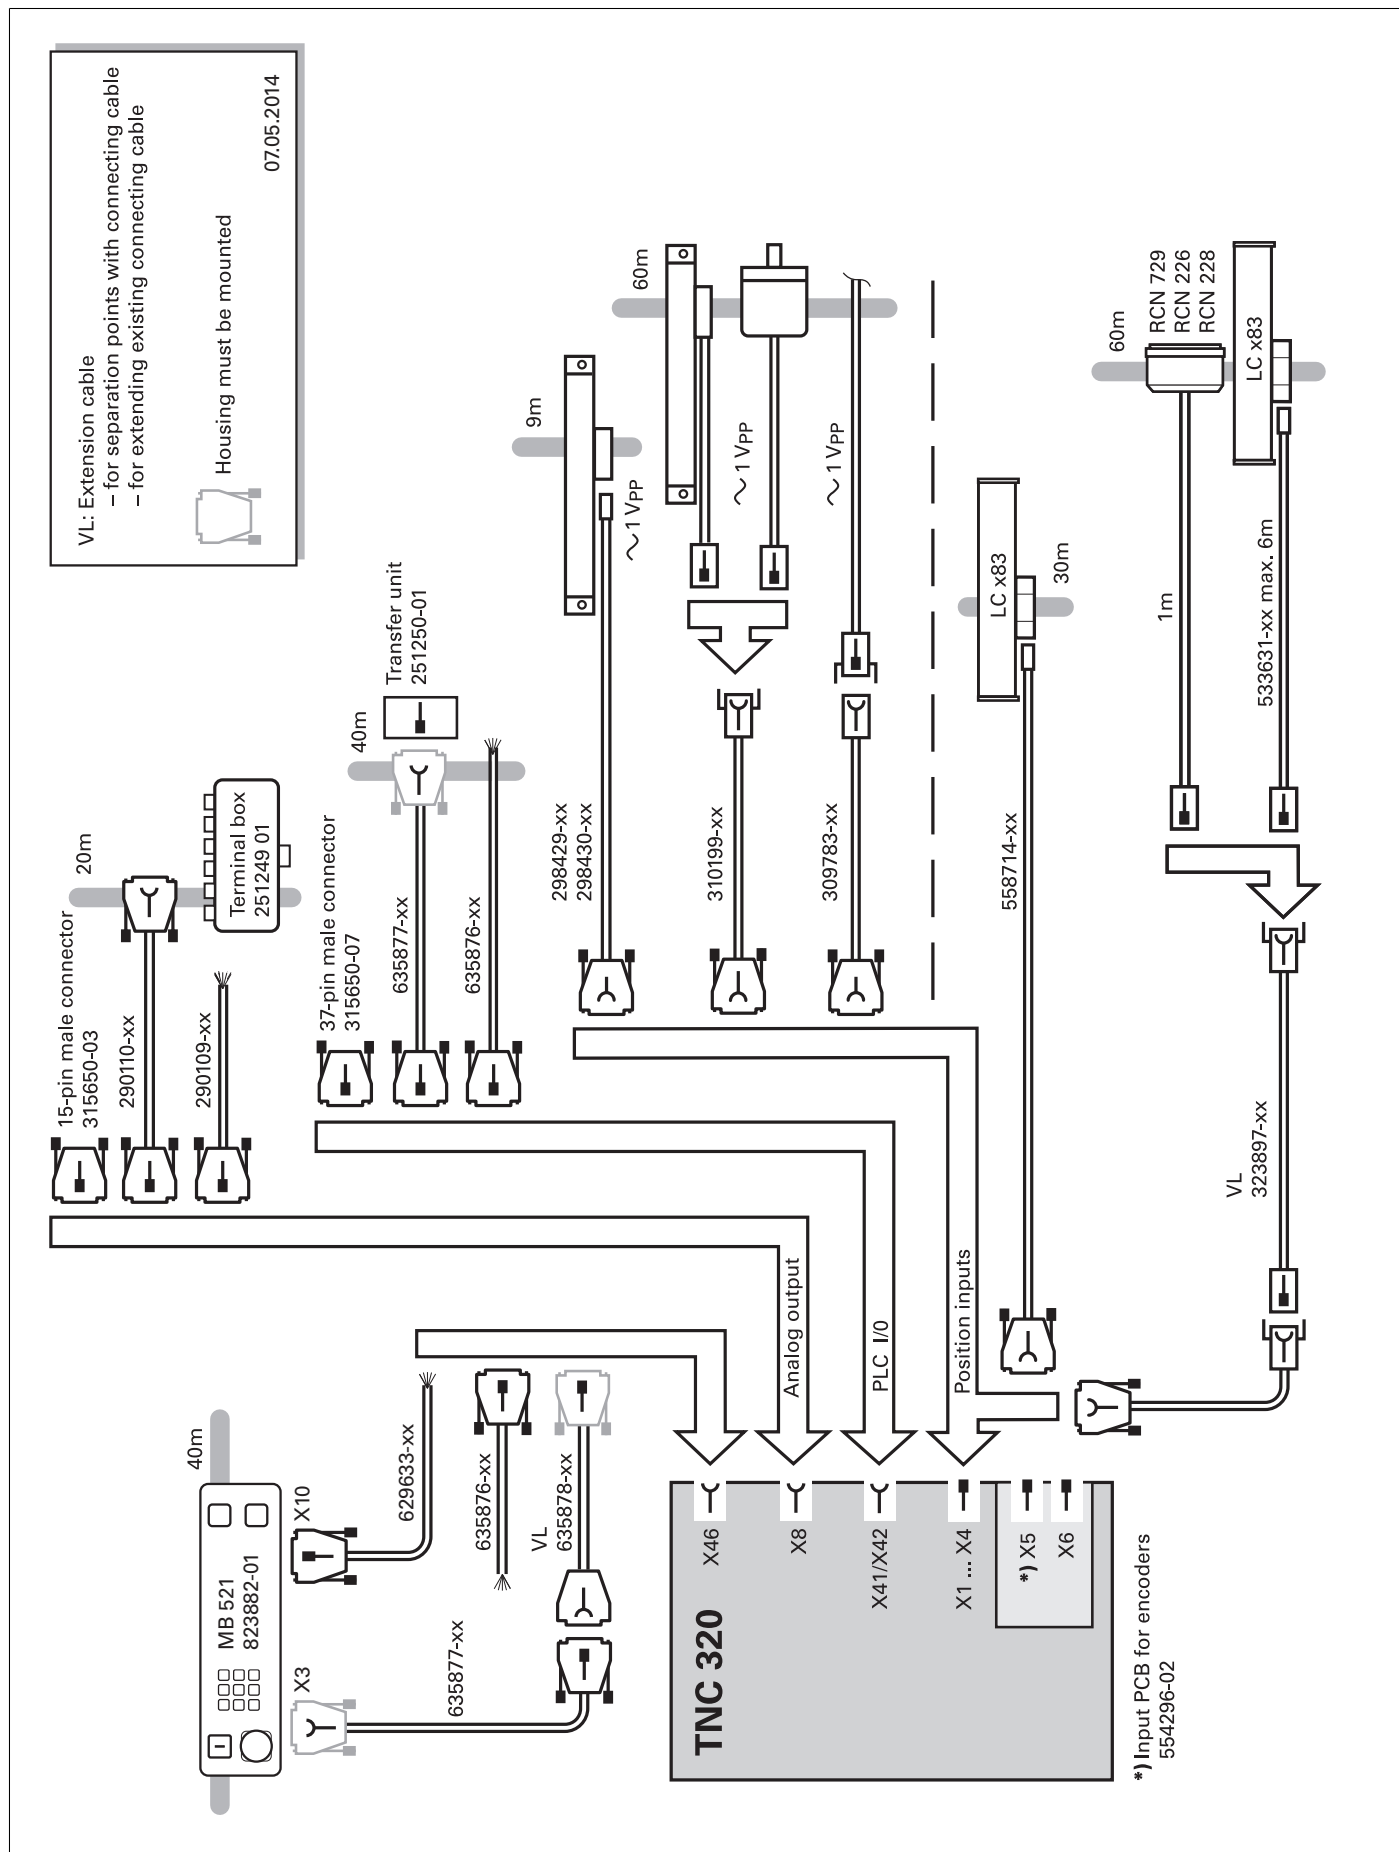 VL: Extension cable
– for separation points with connecting cable
– for extending existing connecting cable
Housing must be mounted
07.05.2014
15-pin male connector
315650-03
290110-xx
290109-xx
20m
Terminal box
251249 01
37-pin male connector
315650-07
635877-xx
635876-xx
40m
Transfer unit
251250-01
298429-xx
298430-xx
9m
~ 1 VPP
310199-xx
60m
~ 1 VPP
309783-xx
~ 1 VPP
558714-xx
LC x83
30m
60m
RCN 729
RCN 226
RCN 228
LC x83
1m
533631-xx max. 6m
VL
323897-xx
40m
MB 521
823882-01
X10
X3
629633-xx
635876-xx
VL
635878-xx
635877-xx
Analog output
PLC I/0
Position inputs
TNC 320
X46
X8
X41/X42
X1 ... X4
*) X5
X6
*) Input PCB for encoders
554296-02